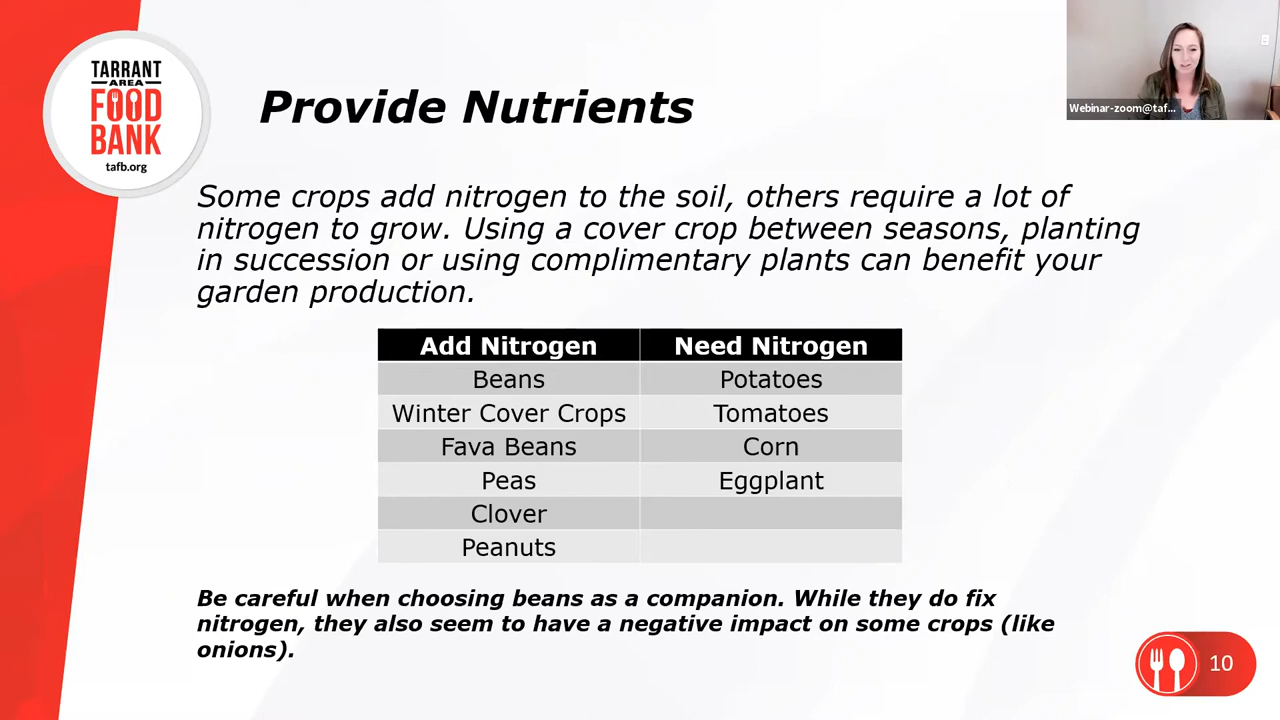 TARRANT
AREA
FOOD
BANK
tafb.org
Provide Nutrients
Webinar-zoom@taf...
Some crops add nitrogen to the soil, others require a lot of
nitrogen to grow. Using a cover crop between seasons, planting
in succession or using complimentary plants can benefit your
garden production.
Add Nitrogen Need Nitrogen
Beans Potatoes
Winter Cover Crops Tomatoes
Fava Beans Corn
Peas Eggplant
Clover
Peanuts
Be careful when choosing beans as a companion. While they do fix
nitrogen, they also seem to have a negative impact on some crops (like
onions).
10